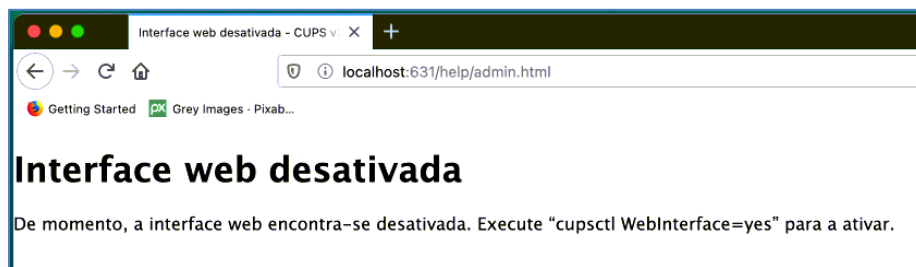 Interface web desativada - CUPS v
localhost:631/help/admin.html
Getting Started Grey Images · Pixab...
Interface web desativada
De momento, a interface web encontra-se desativada. Execute “cupsctl WebInterface=yes” para a ativar.